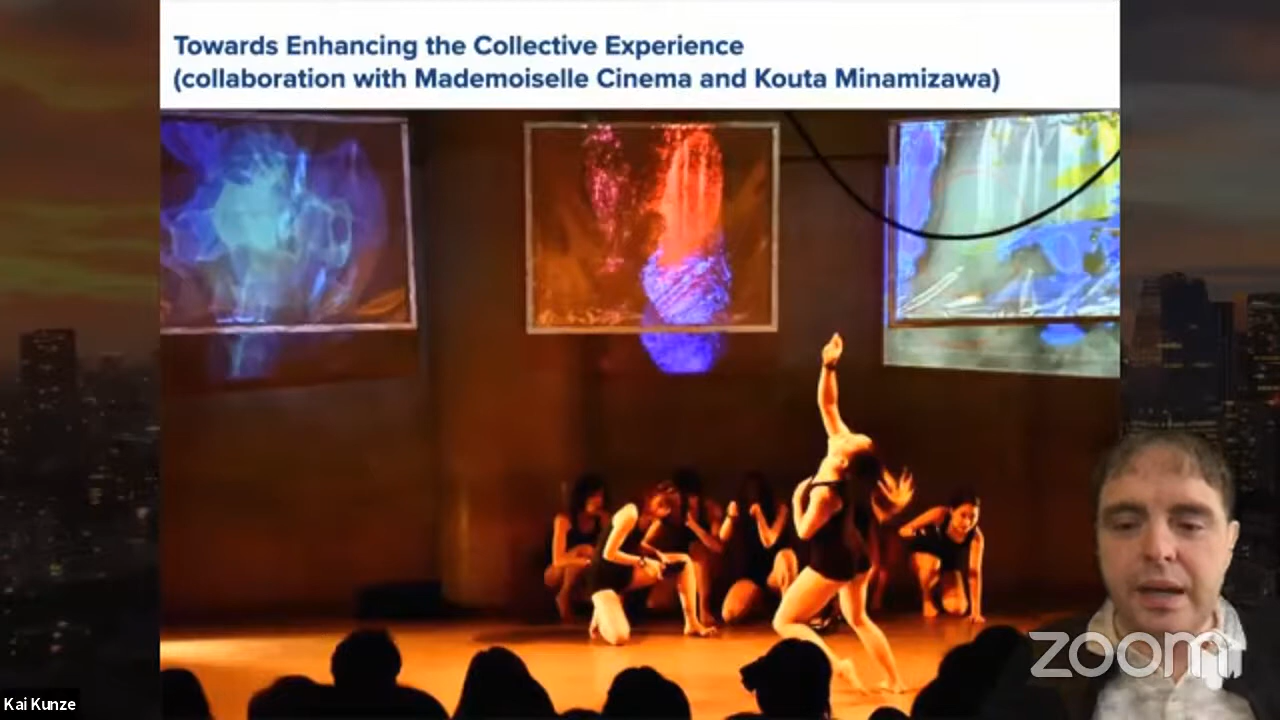 Towards Enhancing the Collective Experience
(collaboration with Mademoiselle Cinema and Kouta Minamizawa)
zoom
Kai Kunze